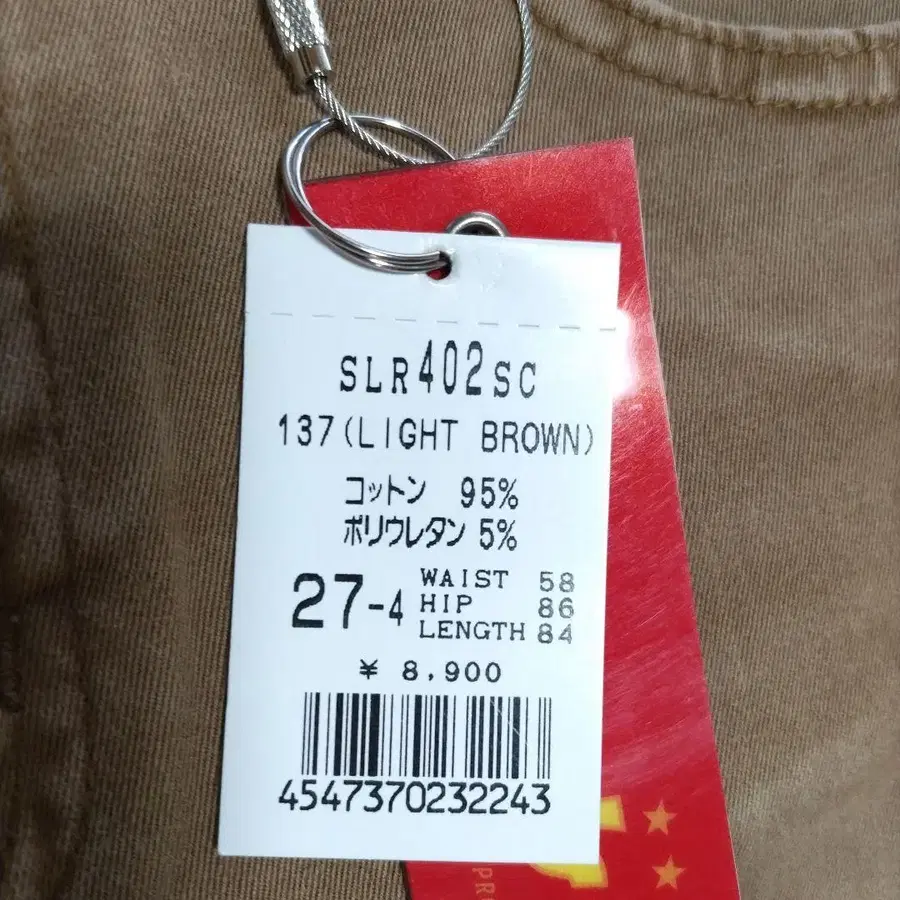 SLR402SC
137(LIGHT BROWN)
コットン 95%
ポリウレタン 5%
27-4
WAIST 58
HIP 86
LENGTH 84
¥ 8,900
4547370232243